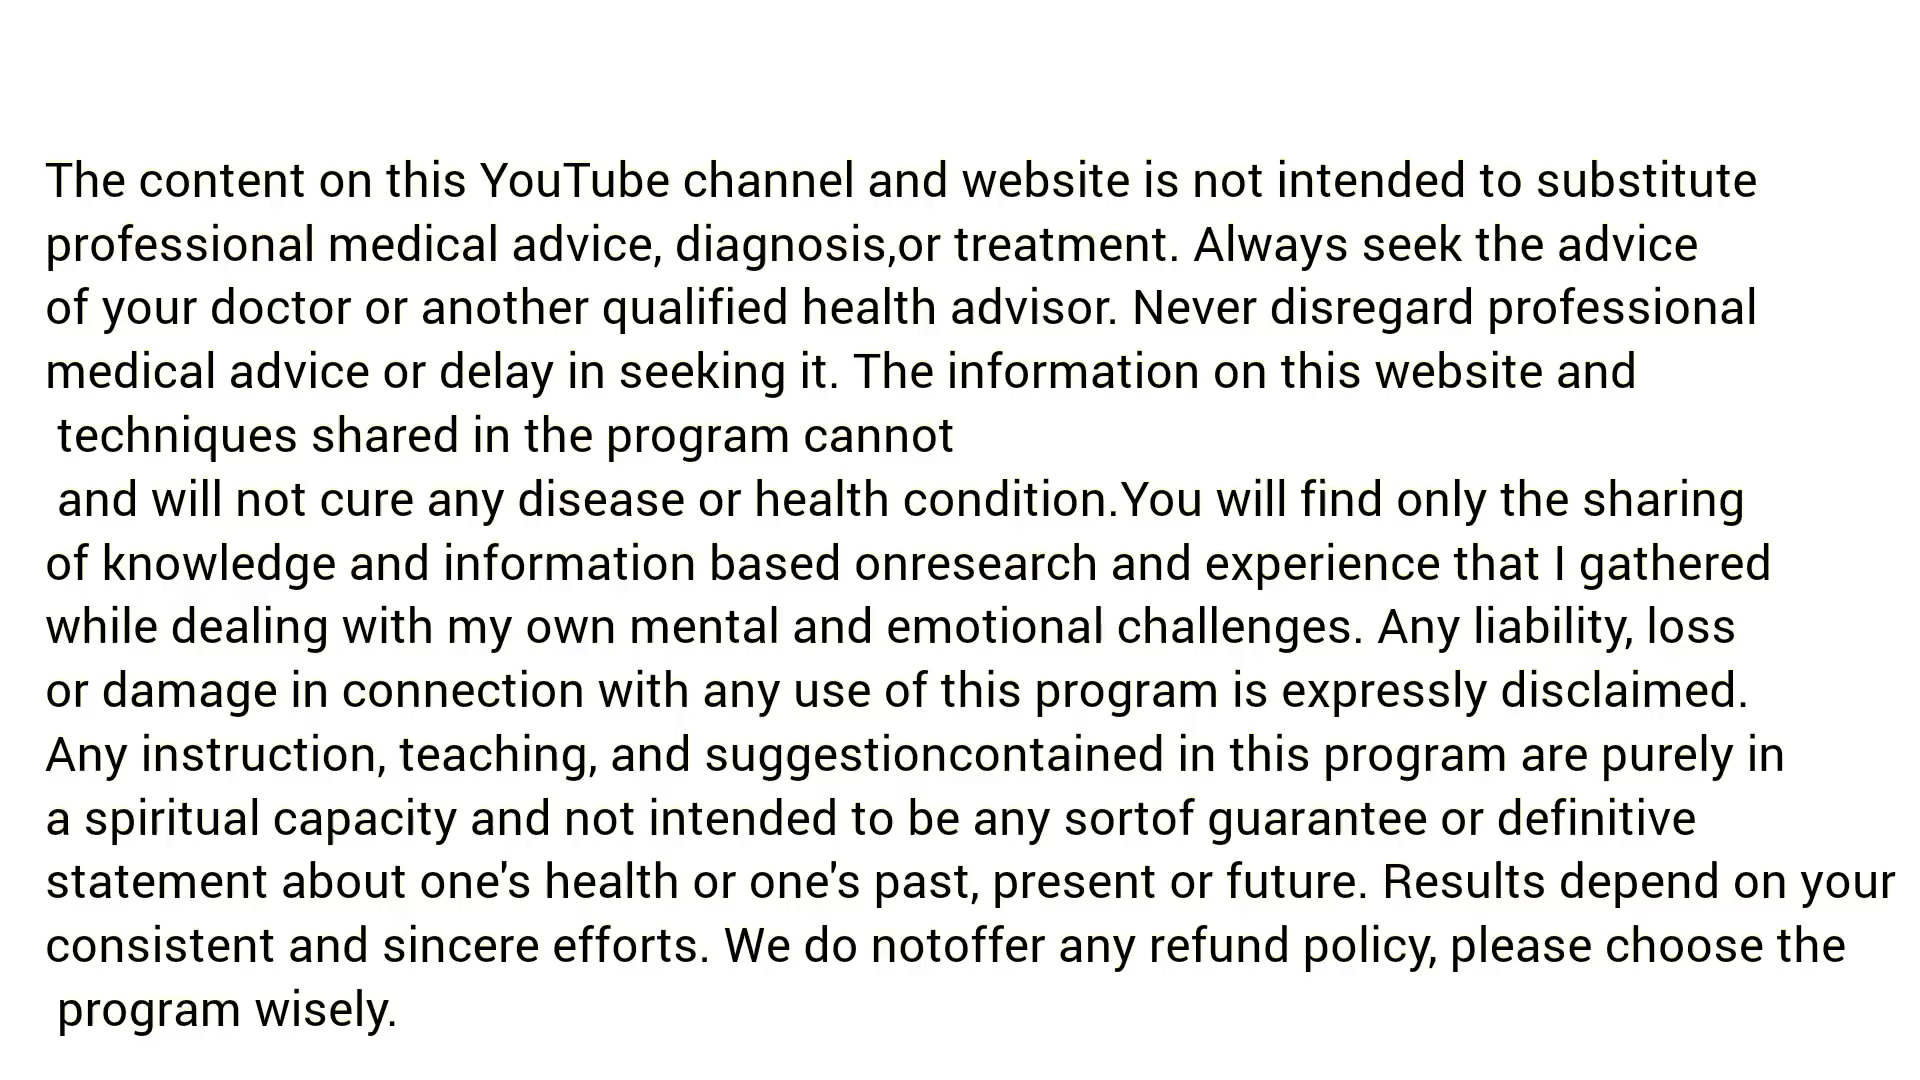 The content on this YouTube channel and website is not intended to substitute
professional medical advice, diagnosis,or treatment. Always seek the advice
of your doctor or another qualified health advisor. Never disregard professional
medical advice or delay in seeking it. The information on this website and
techniques shared in the program cannot
and will not cure any disease or health condition.You will find only the sharing
of knowledge and information based onresearch and experience that I gathered
while dealing with my own mental and emotional challenges. Any liability, loss
or damage in connection with any use of this program is expressly disclaimed.
Any instruction, teaching, and suggestioncontained in this program are purely in
a spiritual capacity and not intended to be any sortof guarantee or definitive
statement about one's health or one's past, present or future. Results depend on your
consistent and sincere efforts. We do notoffer any refund policy, please choose the
program wisely.